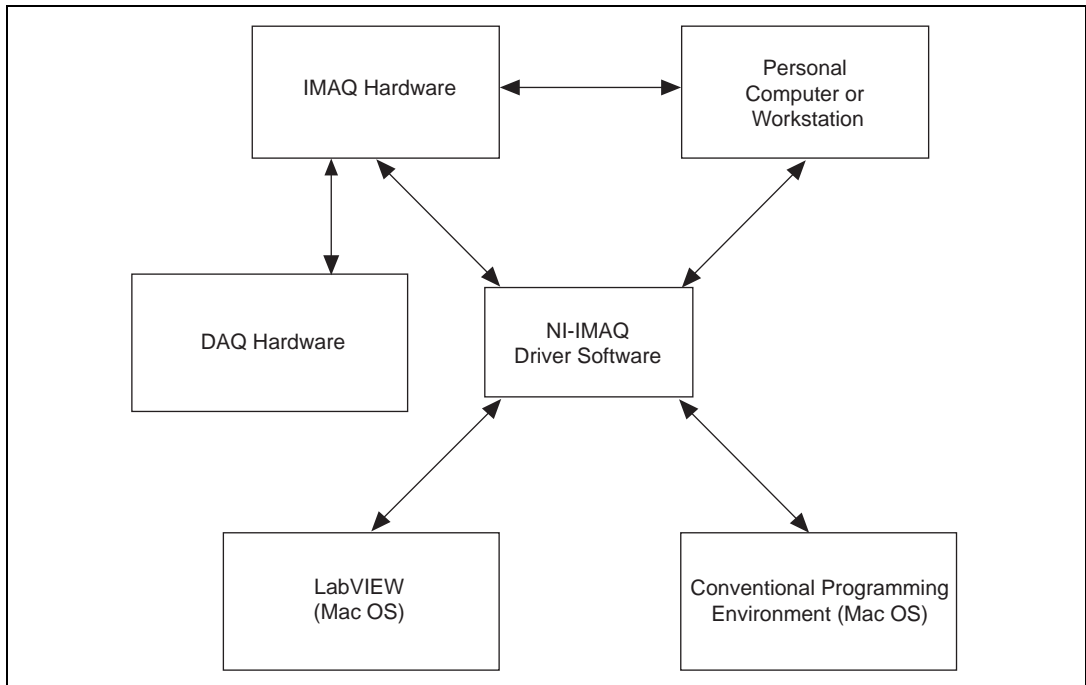 IMAQ Hardware
Personal
Computer or
Workstation
DAQ Hardware
NI-IMAQ
Driver Software
LabVIEW
(Mac OS)
Conventional Programming
Environment (Mac OS)